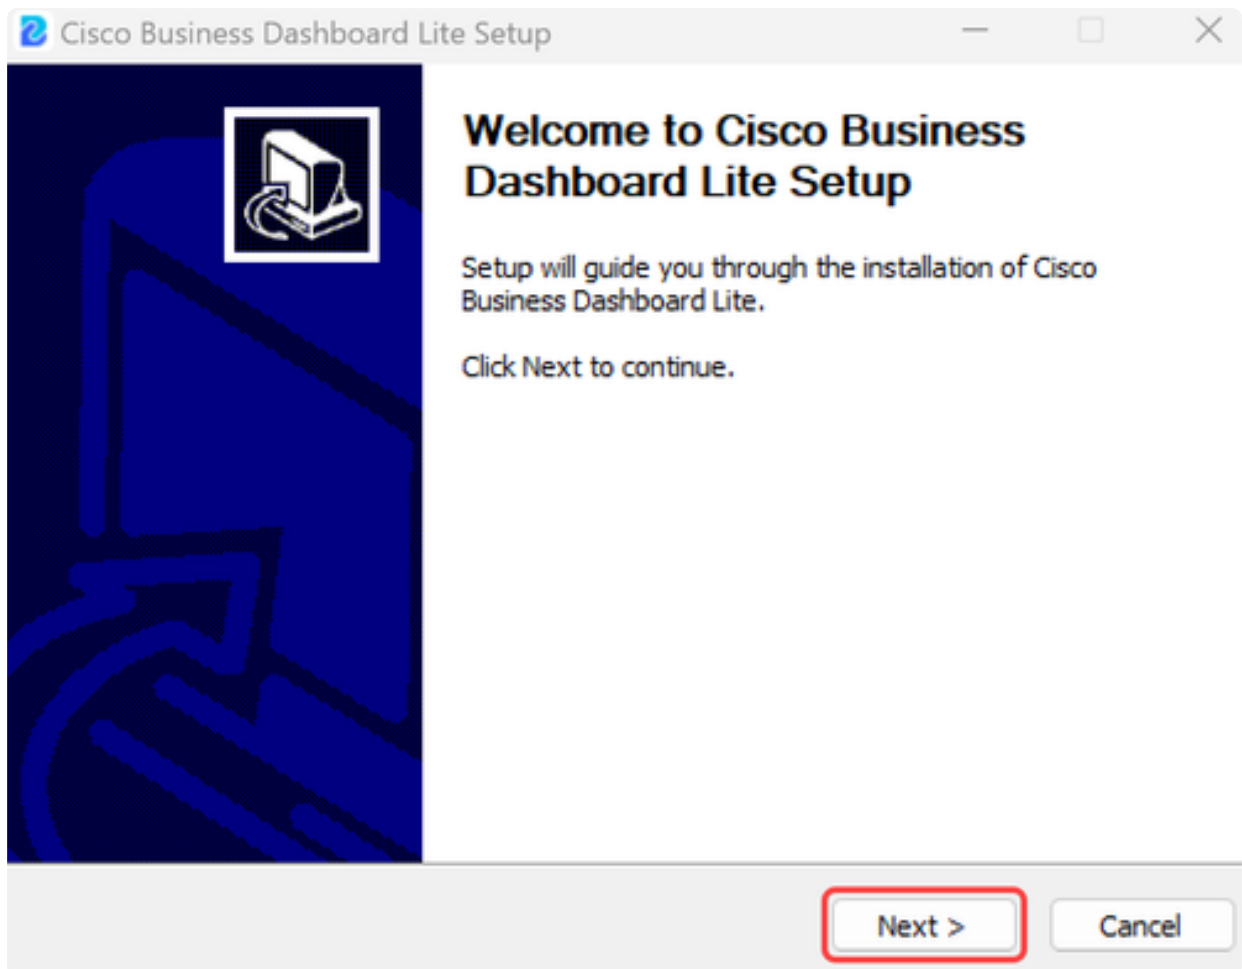 Cisco Business Dashboard Lite Setup
Welcome to Cisco Business
Dashboard Lite Setup
Setup will guide you through the installation of Cisco
Business Dashboard Lite.
Click Next to continue.
Next >
Cancel